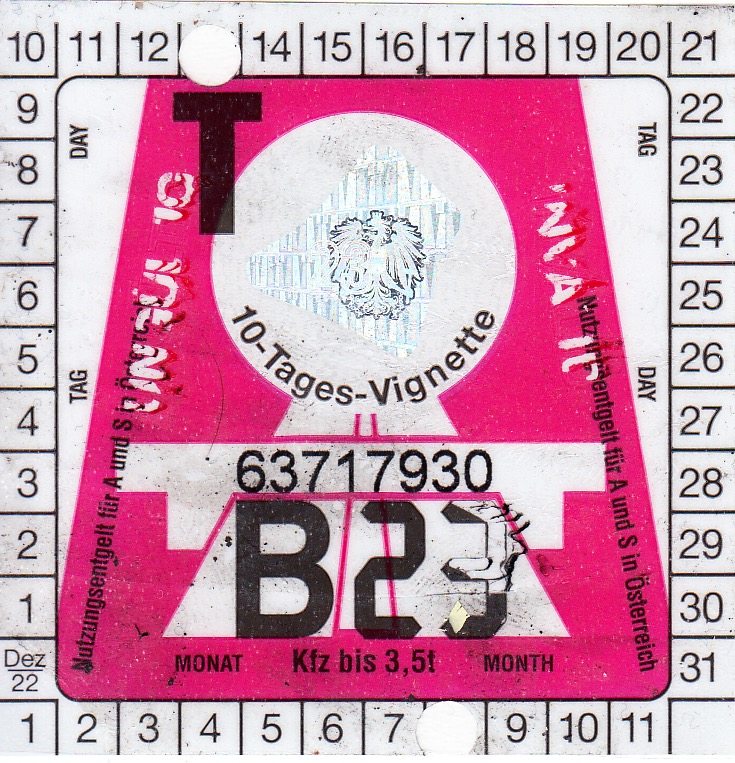 10 11 12 14 15 16 17 18 19 20 21
9 22
8 23
7 24
6 25
5 26
4 27
3 28
2 29
1 30
Dez
22
31
DAY
TAG
T
TAG
DAY
10-Tages-Vignette
63717930
B23
Nutzungsentgelt für A und S in Österreich
Nutzungsentgelt für A und S in Österreich
MONAT Kfz bis 3,5t MONTH
1 2 3 4 5 6 7 9 10 11